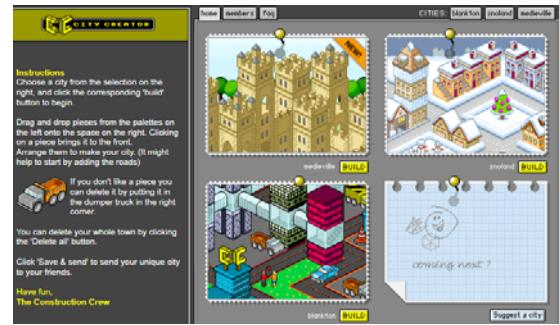 CITY CREATOR
home members faq
CITIES: blankton snoland medieville
Instructions
Choose a city from the selection on the
right, and click the corresponding 'build'
button to begin.
Drag and drop pieces from the palettes on
the left onto the space on the right. Clicking
on a piece brings it to the front.
Arrange them to make your city. (It might
help to start by adding the roads)
If you don't like a piece you
can delete it by putting it in
the dumper truck in the right
corner.
You can delete your whole town by clicking
the 'Delete all' button.
Click 'Save & send' to send your unique city
to your friends.
Have fun,
The Construction Crew
NEW!
medieville BUILD
snoland BUILD
coming next ?
blankton BUILD
Suggest a city